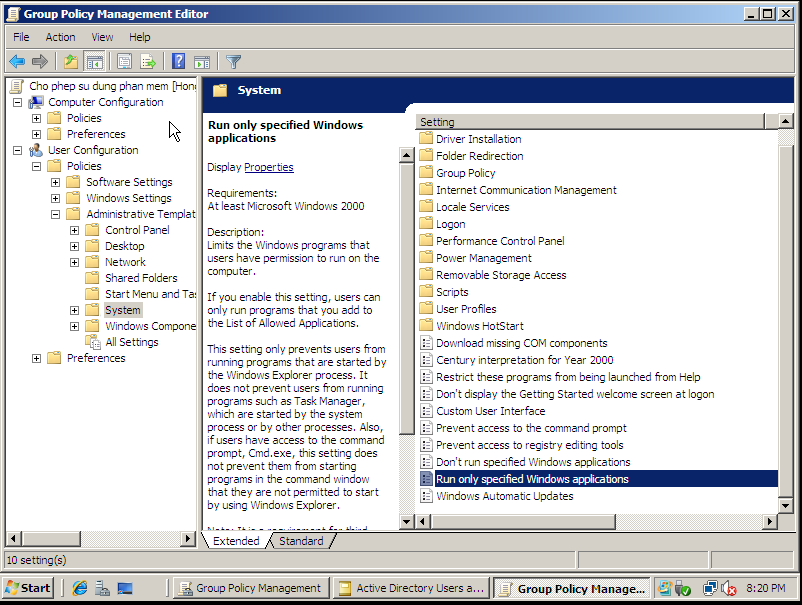 Group Policy Management Editor
File Action View Help
Cho phep su dung phan mem [Hon
Computer Configuration
Policies
Preferences
User Configuration
Policies
Software Settings
Windows Settings
Administrative Templat
Control Panel
Desktop
Network
Shared Folders
Start Menu and Ta
System
Windows Compone
All Settings
Preferences
System
Run only specified Windows
applications
Display Properties
Requirements:
At least Microsoft Windows 2000
Description:
Limits the Windows programs that
users have permission to run on the
computer.
If you enable this setting, users can
only run programs that you add to
the List of Allowed Applications.
This setting only prevents users from
running programs that are started by
the Windows Explorer process. It
does not prevent users from running
programs such as Task Manager,
which are started by the system
process or by other processes. Also,
if users have access to the command
prompt, Cmd.exe, this setting does
not prevent them from starting
programs in the command window
that they are not permitted to start
by using Windows Explorer.
Note: It is a requirement for third
Setting
Driver Installation
Folder Redirection
Group Policy
Internet Communication Management
Locale Services
Logon
Performance Control Panel
Power Management
Removable Storage Access
Scripts
User Profiles
Windows HotStart
Download missing COM components
Century interpretation for Year 2000
Restrict these programs from being launched from Help
Don't display the Getting Started welcome screen at logon
Custom User Interface
Prevent access to the command prompt
Prevent access to registry editing tools
Don't run specified Windows applications
Run only specified Windows applications
Windows Automatic Updates
Extended Standard
10 setting(s)
Start Group Policy Management Active Directory Users a... Group Policy Manage... 8:20 PM